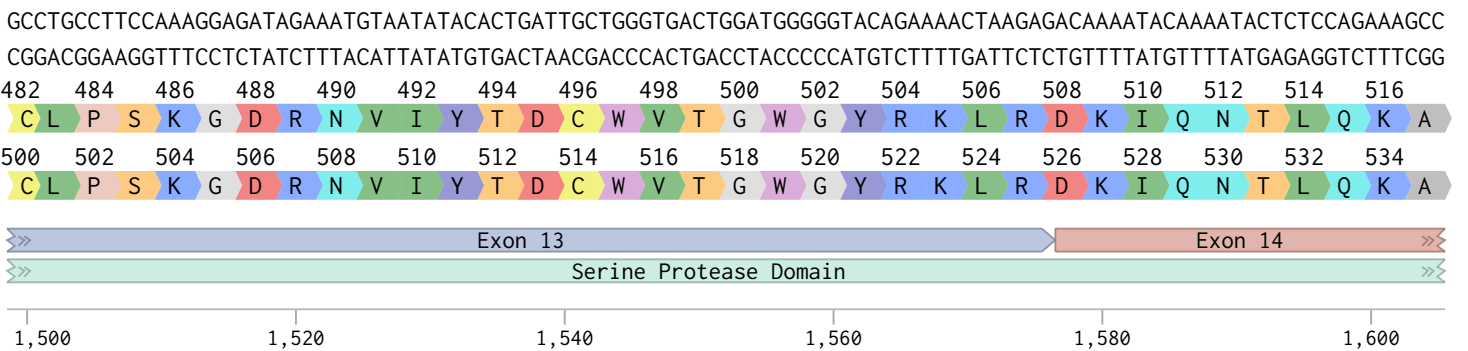 GCCTGCCTTCCAAAGGAGATAGAAATGTAATATACACTGATTGCTGGGTGACTGGATGGGGGTACAGAAAACTAAGAGACAAAATACAAAATACTCTCCAGAAAGCC
CGGACGGAAGGTTTCCTCTATCTTTACATTATATGTGACTAACGACCCACTGACCTACCCCCATGTCTTTTGATTCTCTGTTTTATGTTTTATGAGAGGTCTTTCGG
482 484 486 488 490 492 494 496 498 500 502 504 506 508 510 512 514 516
C L P S K G D R N V I Y T D C W V T G W G Y R K L R D K I Q N T L Q K A
500 502 504 506 508 510 512 514 516 518 520 522 524 526 528 530 532 534
C L P S K G D R N V I Y T D C W V T G W G Y R K L R D K I Q N T L Q K A
Exon 13 Exon 14
Serine Protease Domain
1,500 1,520 1,540 1,560 1,580 1,600